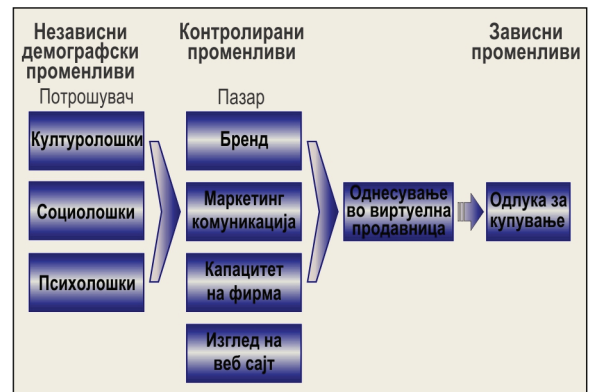 Независни
демографски
променливи
Потрошувач
Културолошки
Социолошки
Психолошки
Контролирани
променливи
Пазар
Бренд
Маркетинг
комуникација
Капацитет
на фирма
Изглед на
веб сајт
Однесување
во виртуелна
продавница
Зависни
променливи
Одлука за
купување